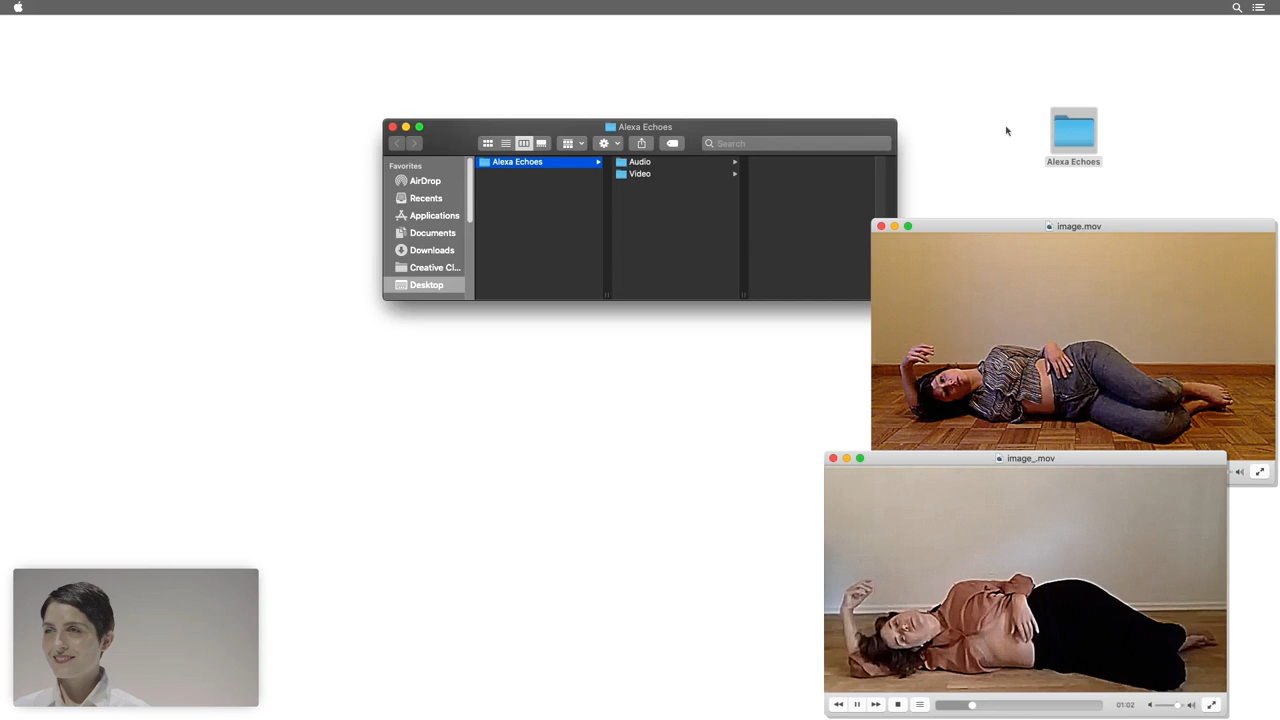 Alexa Echoes
Search
Favorites
AirDrop
Recents
Applications
Documents
Downloads
Creative Cl...
Desktop
Alexa Echoes
Audio
Video
Alexa Echoes
image.mov
image_.mov
01:02